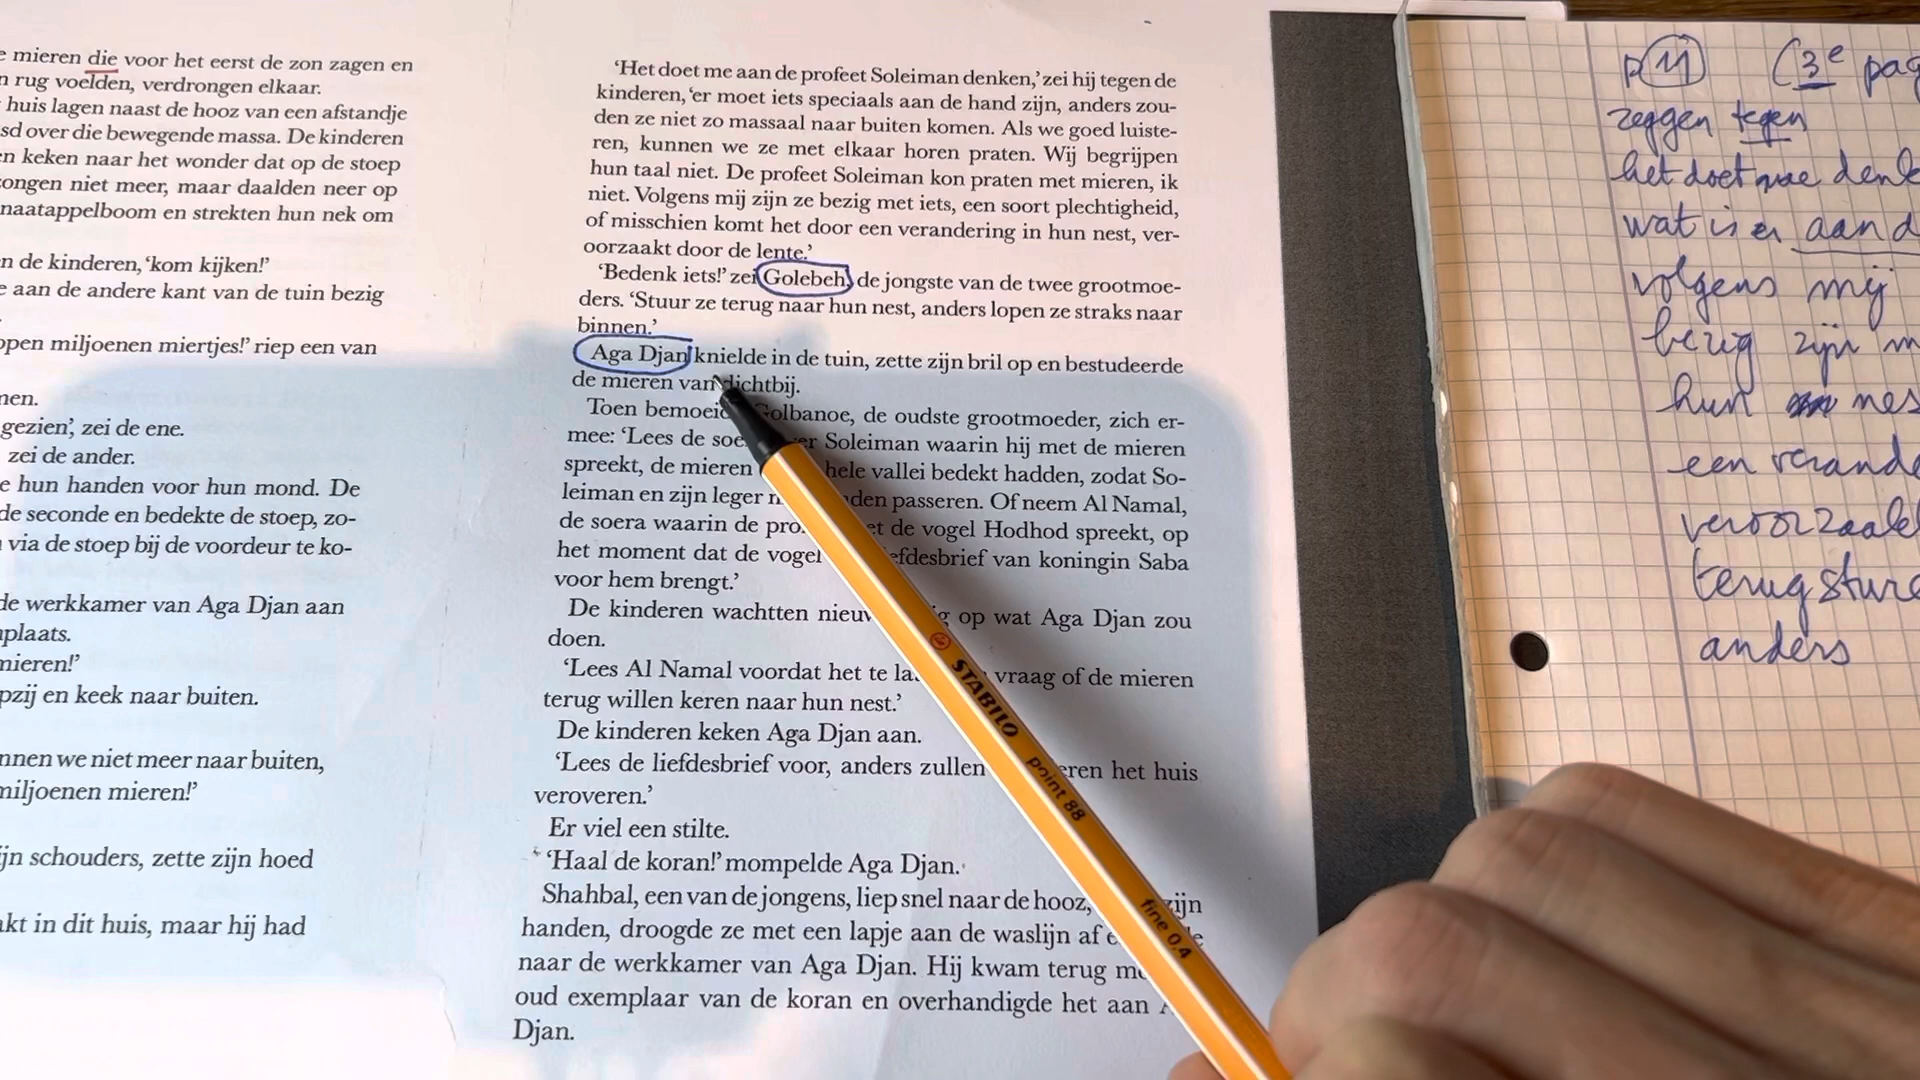 e mieren die voor het eerst de zon zagen en
n rug voelden, verdrongen elkaar.
huis lagen naast de hooz van een afstandje
sd over die bewegende massa. De kinderen
en keken naar het wonder dat op de stoep
ongen niet meer, maar daalden neer op
naatappelboom en strekten hun nek om
n de kinderen, ‘kom kijken!’
e aan de andere kant van de tuin bezig
open miljoenen miertjes!’ riep een van
nen.
gezien’, zei de ene.
zei de ander.
e hun handen voor hun mond. De
de seconde en bedekte de stoep, zo-
via de stoep bij de voordeur te ko-
de werkkamer van Aga Djan aan
plaats.
mieren!’
pzij en keek naar buiten.
nnen we niet meer naar buiten,
miljoenen mieren!’
ijn schouders, zette zijn hoed
akt in dit huis, maar hij had
‘Het doet me aan de profeet Soleiman denken,’ zei hij tegen de
kinderen, ‘er moet iets speciaals aan de hand zijn, anders zou-
den ze niet zo massaal naar buiten komen. Als we goed luiste-
ren, kunnen we ze met elkaar horen praten. Wij begrijpen
hun taal niet. De profeet Soleiman kon praten met mieren, ik
niet. Volgens mij zijn ze bezig met iets, een soort plechtigheid,
of misschien komt het door een verandering in hun nest, ver-
oorzaakt door de lente.’
‘Bedenk iets!’ zei Golebeh, de jongste van de twee grootmoe-
ders. ‘Stuur ze terug naar hun nest, anders lopen ze straks naar
binnen.’
Aga Djan knielde in de tuin, zette zijn bril op en bestudeerde
de mieren van dichtbij.
Toen bemoei Golbanoe, de oudste grootmoeder, zich er-
mee: ‘Lees de soe er Soleiman waarin hij met de mieren
spreekt, de mieren hele vallei bedekt hadden, zodat So-
leiman en zijn leger n den passeren. Of neem Al Namal,
de soera waarin de pro et de vogel Hodhod spreekt, op
het moment dat de vogel efdesbrief van koningin Saba
voor hem brengt.’
De kinderen wachtten nieuw g op wat Aga Djan zou
doen.
‘Lees Al Namal voordat het te la vraag of de mieren
terug willen keren naar hun nest.’
De kinderen keken Aga Djan aan.
‘Lees de liefdesbrief voor, anders zullen eren het huis
veroveren.’
Er viel een stilte.
‘Haal de koran!’ mompelde Aga Djan.
Shahbal, een van de jongens, liep snel naar de hooz, zijn
handen, droogde ze met een lapje aan de waslijn af e
naar de werkkamer van Aga Djan. Hij kwam terug me
oud exemplaar van de koran en overhandigde het aan A
Djan.
STABILO point 88 fine 0.4
p 11 (3e pag
zeggen tegen
het doet me denk
wat is er aan d
volgens mij
bezig zijn m
hun nes
een verande
veroorzaak
terugsture
anders